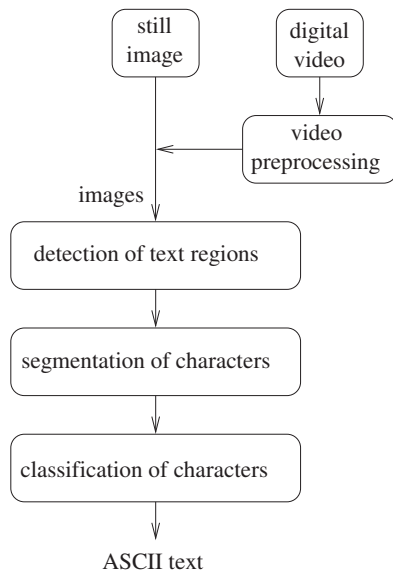 still
image
digital
video
video
preprocessing
images
detection of text regions
segmentation of characters
classification of characters
ASCII text